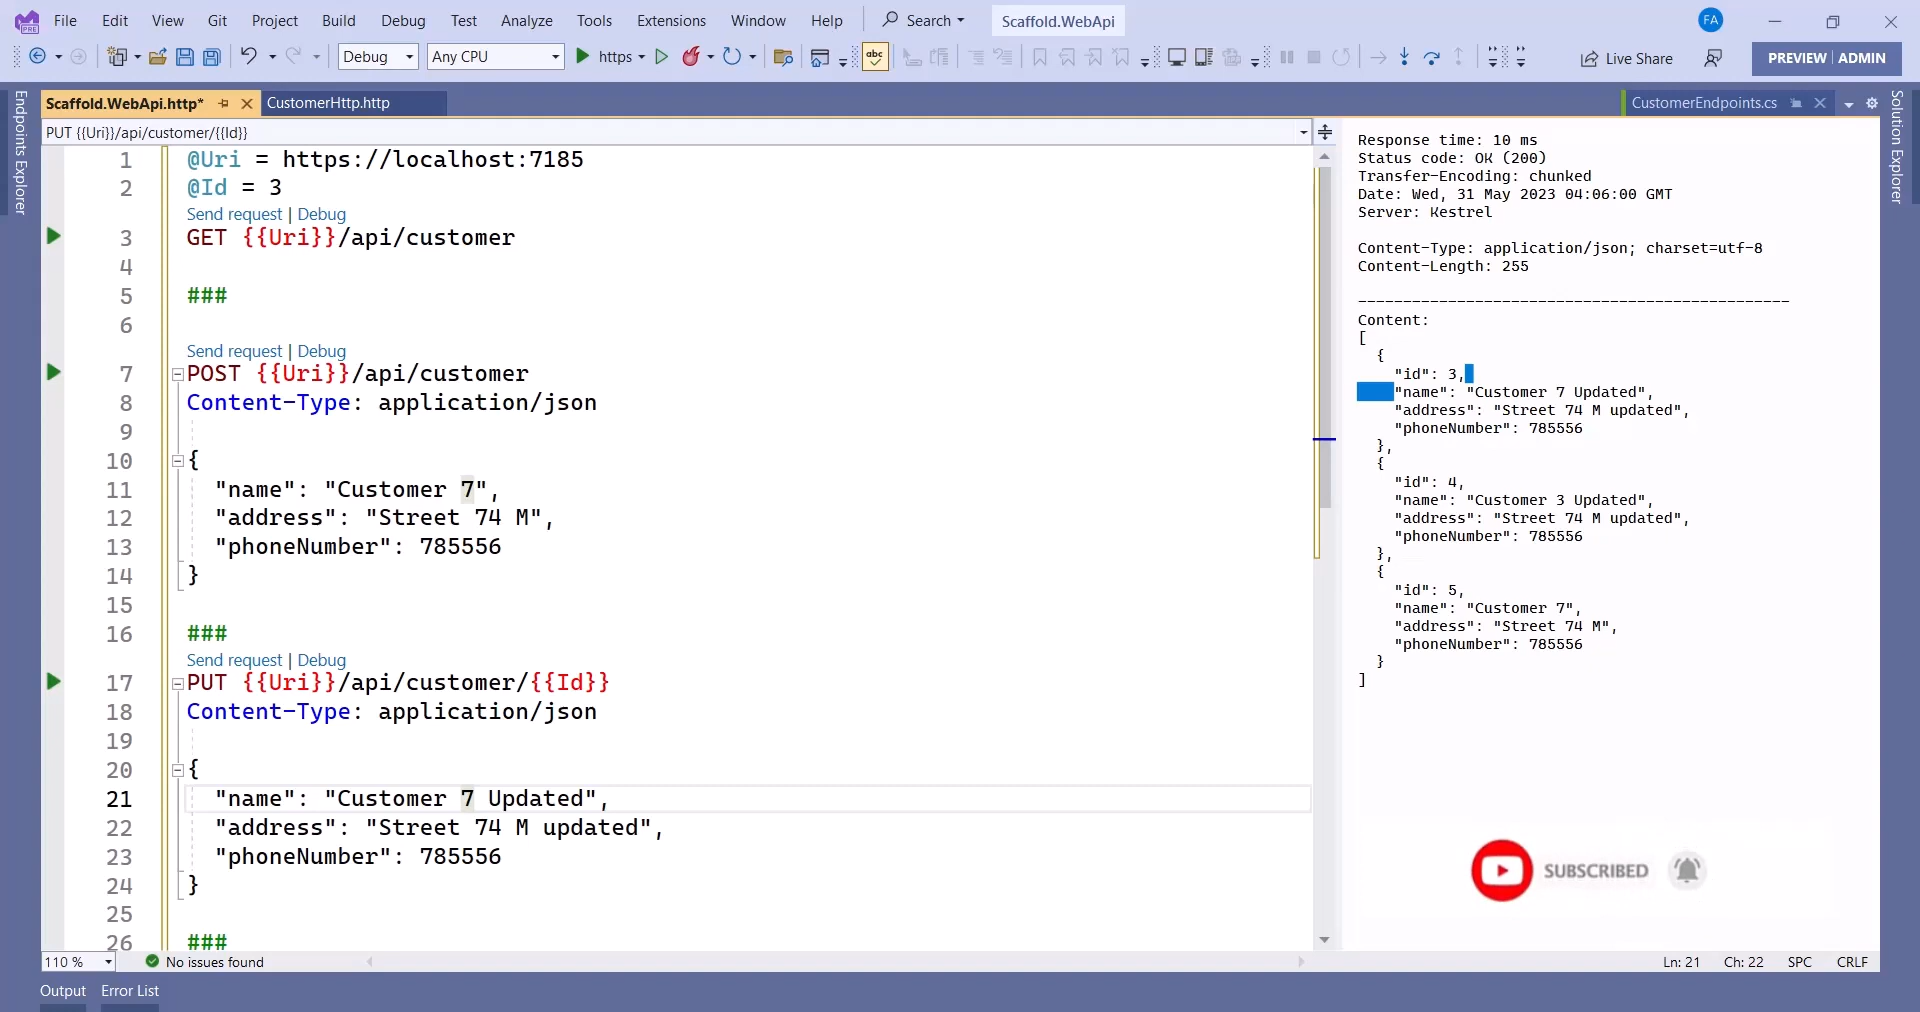 File Edit View Git Project Build Debug Test Analyze Tools Extensions Window Help Search Scaffold.WebApi FA
PRE
Debug Any CPU https abc Live Share PREVIEW ADMIN
Endpoints Explorer
Scaffold.WebApi.http* CustomerHttp.http CustomerEndpoints.cs
Solution Explorer
PUT {{Uri}}/api/customer/{{Id}}
1 @Uri = https://localhost:7185
2 @Id = 3
Send request | Debug
3 GET {{Uri}}/api/customer
4
5 ###
6
Send request | Debug
7 POST {{Uri}}/api/customer
8 Content-Type: application/json
9
10 {
11 "name": "Customer 7",
12 "address": "Street 74 M",
13 "phoneNumber": 785556
14 }
15
16 ###
Send request | Debug
17 PUT {{Uri}}/api/customer/{{Id}}
18 Content-Type: application/json
19
20 {
21 "name": "Customer 7 Updated",
22 "address": "Street 74 M updated",
23 "phoneNumber": 785556
24 }
25
26 ###
Response time: 10 ms
Status code: OK (200)
Transfer-Encoding: chunked
Date: Wed, 31 May 2023 04:06:00 GMT
Server: Kestrel
Content-Type: application/json; charset=utf-8
Content-Length: 255
------------------------------------------------
Content:
[
{
"id": 3,
"name": "Customer 7 Updated",
"address": "Street 74 M updated",
"phoneNumber": 785556
},
{
"id": 4,
"name": "Customer 3 Updated",
"address": "Street 74 M updated",
"phoneNumber": 785556
},
{
"id": 5,
"name": "Customer 7",
"address": "Street 74 M",
"phoneNumber": 785556
}
]
SUBSCRIBED
110 % No issues found Ln: 21 Ch: 22 SPC CRLF
Output Error List